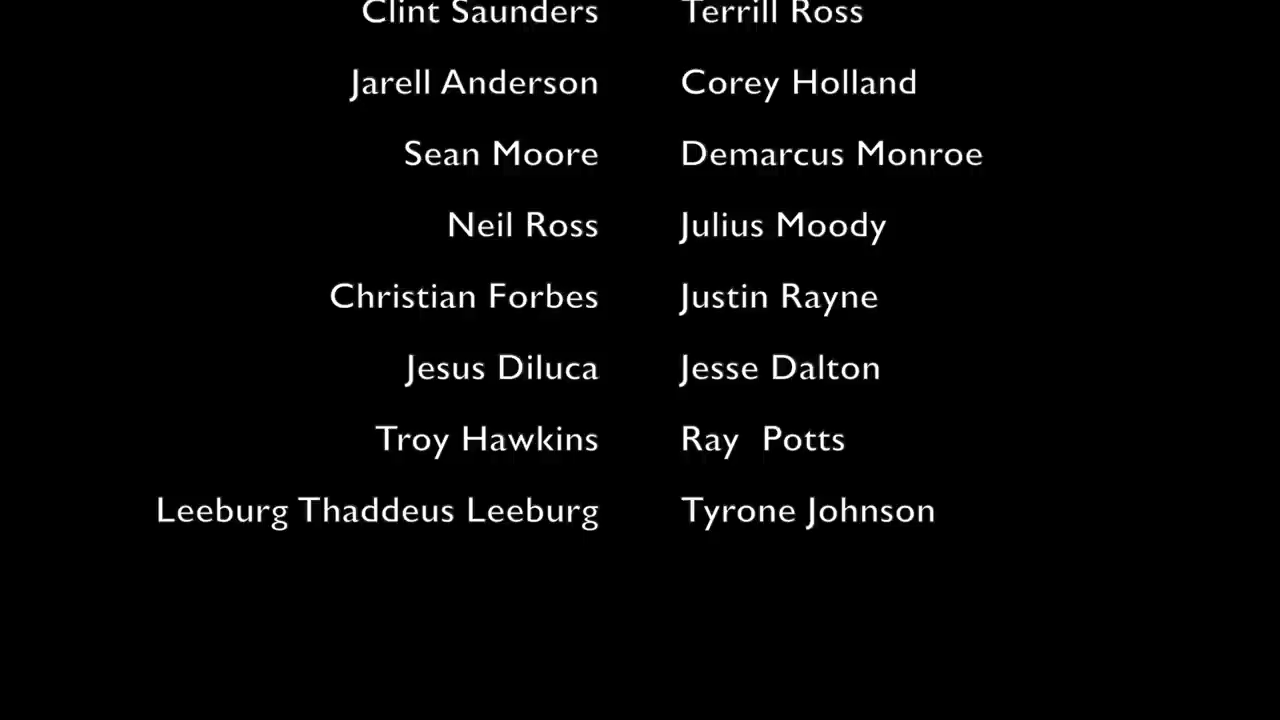 Clint Saunders Terrill Ross
Jarell Anderson Corey Holland
Sean Moore Demarcus Monroe
Neil Ross Julius Moody
Christian Forbes Justin Rayne
Jesus Diluca Jesse Dalton
Troy Hawkins Ray  Potts
Leeburg Thaddeus Leeburg Tyrone Johnson